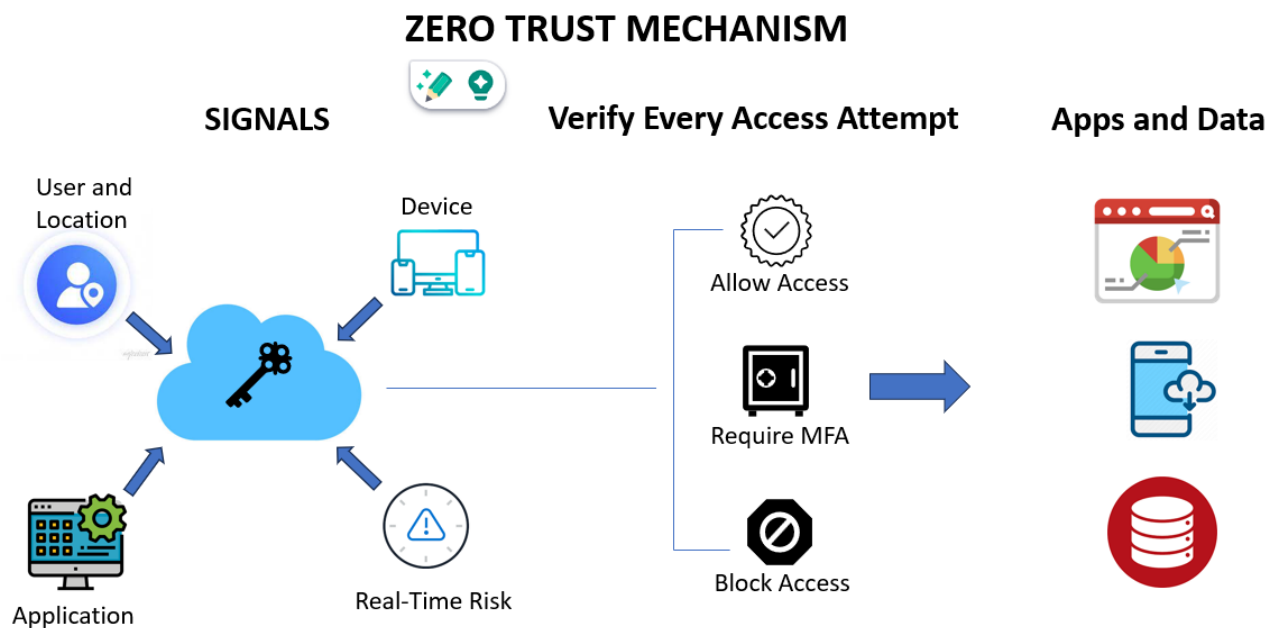 ZERO TRUST MECHANISM
SIGNALS
Verify Every Access Attempt
Apps and Data
User and
Location
Device
Allow Access
Require MFA
Application
Real-Time Risk
Block Access